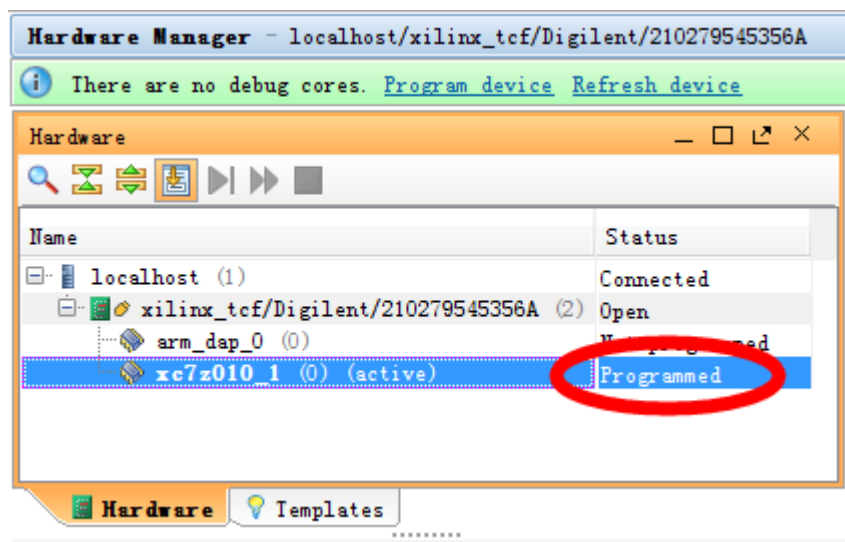 Hardware Manager - localhost/xilinx_tcf/Digilent/210279545356A
There are no debug cores. Program device Refresh device
Hardware
Name Status
localhost (1) Connected
xilinx_tcf/Digilent/210279545356A (2) Open
arm_dap_0 (0)
xc7z010_1 (0) (active) Programmed
Hardware Templates